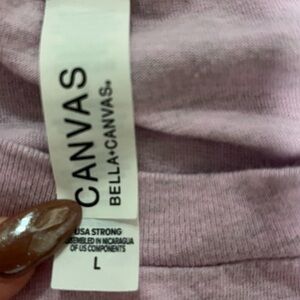 CANVAS
BELLA+CANVAS®
USA STRONG
ASSEMBLED IN NICARAGUA
OF US COMPONENTS
L